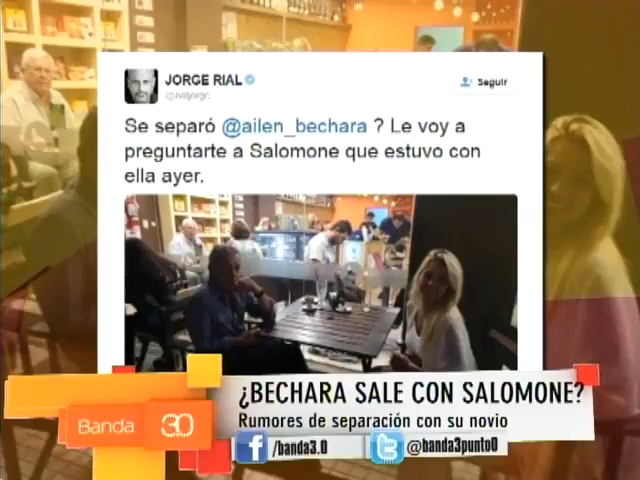 JORGE RIAL
@rialjorge
Seguir
Se separó @ailen_bechara ? Le voy a
preguntarte a Salomone que estuvo con
ella ayer.
¿BECHARA SALE CON SALOMONE?
Rumores de separación con su novio
Banda 3.0
/banda3.0 @banda3punto0